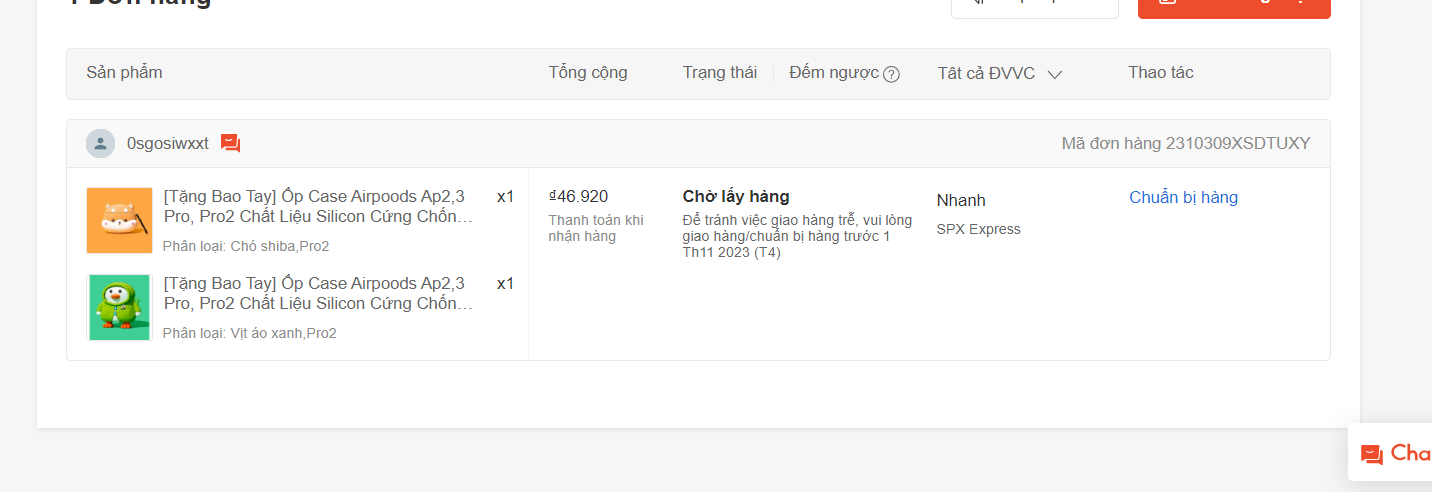 1 Đơn hàng
Sản phẩm
Tổng cộng
Trạng thái
Đếm ngược ?
Tất cả ĐVVC
Thao tác
0sgosiwxxt
Mã đơn hàng 2310309XSDTUXY
[Tặng Bao Tay] Ốp Case Airpoods Ap2,3
Pro, Pro2 Chất Liệu Silicon Cứng Chốn…
x1
Phân loại: Chó shiba,Pro2
₫46.920
Thanh toán khi
nhận hàng
Chờ lấy hàng
Để tránh việc giao hàng trễ, vui lòng
giao hàng/chuẩn bị hàng trước 1
Th11 2023 (T4)
Nhanh
SPX Express
Chuẩn bị hàng
[Tặng Bao Tay] Ốp Case Airpoods Ap2,3
Pro, Pro2 Chất Liệu Silicon Cứng Chốn…
x1
Phân loại: Vịt áo xanh,Pro2
Cha